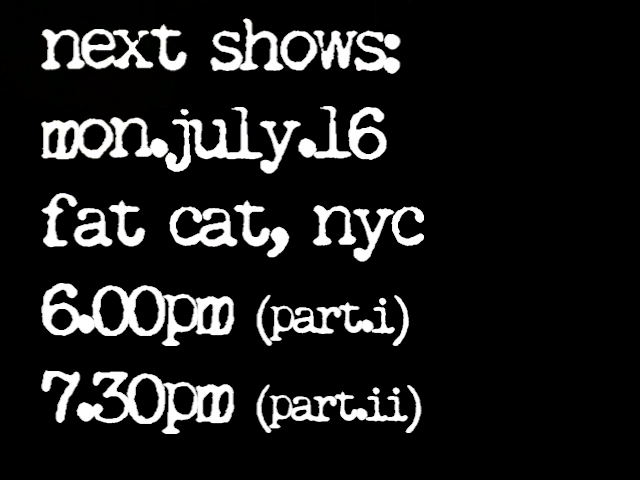 next shows:
mon.july.16
fat cat, nyc
6.00pm (part.i)
7.30pm (part.ii)